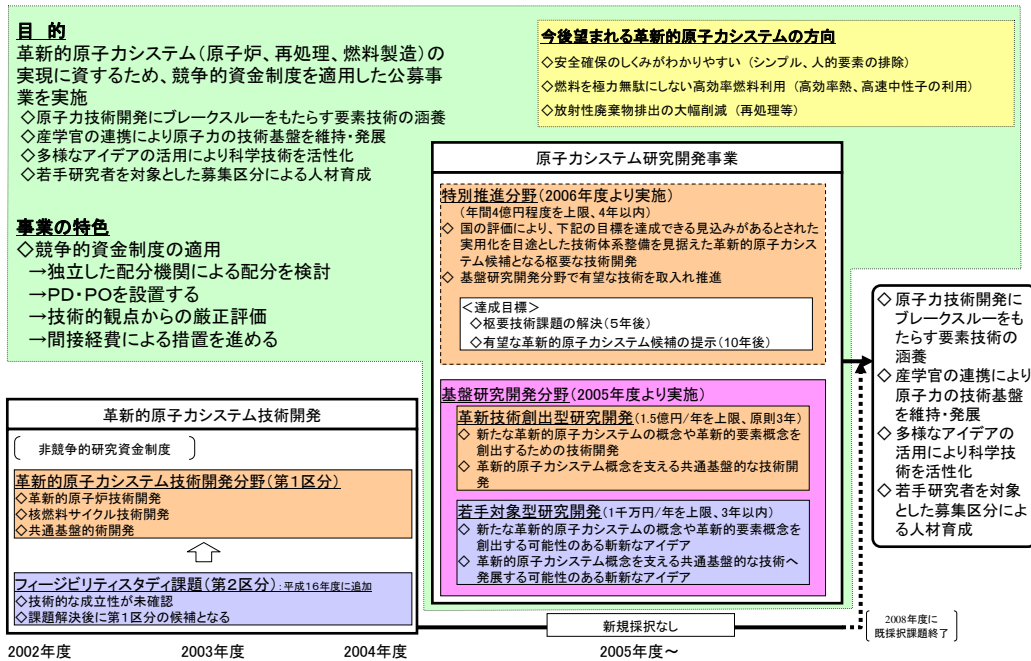 目 的
革新的原子力システム(原子炉、再処理、燃料製造)の
実現に資するため、競争的資金制度を適用した公募事
業を実施
◇原子力技術開発にブレークスルーをもたらす要素技術の涵養
◇産学官の連携により原子力の技術基盤を維持・発展
◇多様なアイデアの活用により科学技術を活性化
◇若手研究者を対象とした募集区分による人材育成
事業の特色
◇競争的資金制度の適用
→独立した配分機関による配分を検討
→PD・POを設置する
→技術的観点からの厳正評価
→間接経費による措置を進める
今後望まれる革新的原子力システムの方向
◇安全確保のしくみがわかりやすい (シンプル、人的要素の排除)
◇燃料を極力無駄にしない高効率燃料利用 (高効率熱、高速中性子の利用)
◇放射性廃棄物排出の大幅削減 (再処理等)
原子力システム研究開発事業
特別推進分野(2006年度より実施)
(年間4億円程度を上限、4年以内)
◇ 国の評価により、下記の目標を達成できる見込みがあるとされた
実用化を目途とした技術体系整備を見据えた革新的原子力システ
ム候補となる枢要な技術開発
◇ 基盤研究開発分野で有望な技術を取入れ推進
<達成目標>
◇枢要技術課題の解決(5年後)
◇有望な革新的原子力システム候補の提示(10年後)
基盤研究開発分野(2005年度より実施)
革新技術創出型研究開発(1.5億円/年を上限、原則3年)
◇ 新たな革新的原子力システムの概念や革新的要素概念を
創出するための技術開発
◇ 革新的原子力システム概念を支える共通基盤的な技術開
発
若手対象型研究開発(1千万円/年を上限、3年以内)
◇ 新たな革新的原子力システムの概念や革新的要素概念を
創出する可能性のある斬新なアイデア
◇ 革新的原子力システム概念を支える共通基盤的な技術へ
発展する可能性のある斬新なアイデア
◇ 原子力技術開発に
ブレークスルーをも
たらす要素技術の
涵養
◇ 産学官の連携により
原子力の技術基盤
を維持・発展
◇ 多様なアイデアの
活用により科学技
術を活性化
◇ 若手研究者を対象
とした募集区分によ
る人材育成
革新的原子力システム技術開発
非競争的研究資金制度
革新的原子力システム技術開発分野(第1区分)
◇革新的原子炉技術開発
◇核燃料サイクル技術開発
◇共通基盤的術開発
フィージビリティスタディ課題(第2区分):平成16年度に追加
◇技術的な成立性が未確認
◇課題解決後に第1区分の候補となる
新規採択なし
2008年度に
既採択課題終了
2002年度
2003年度
2004年度
2005年度～